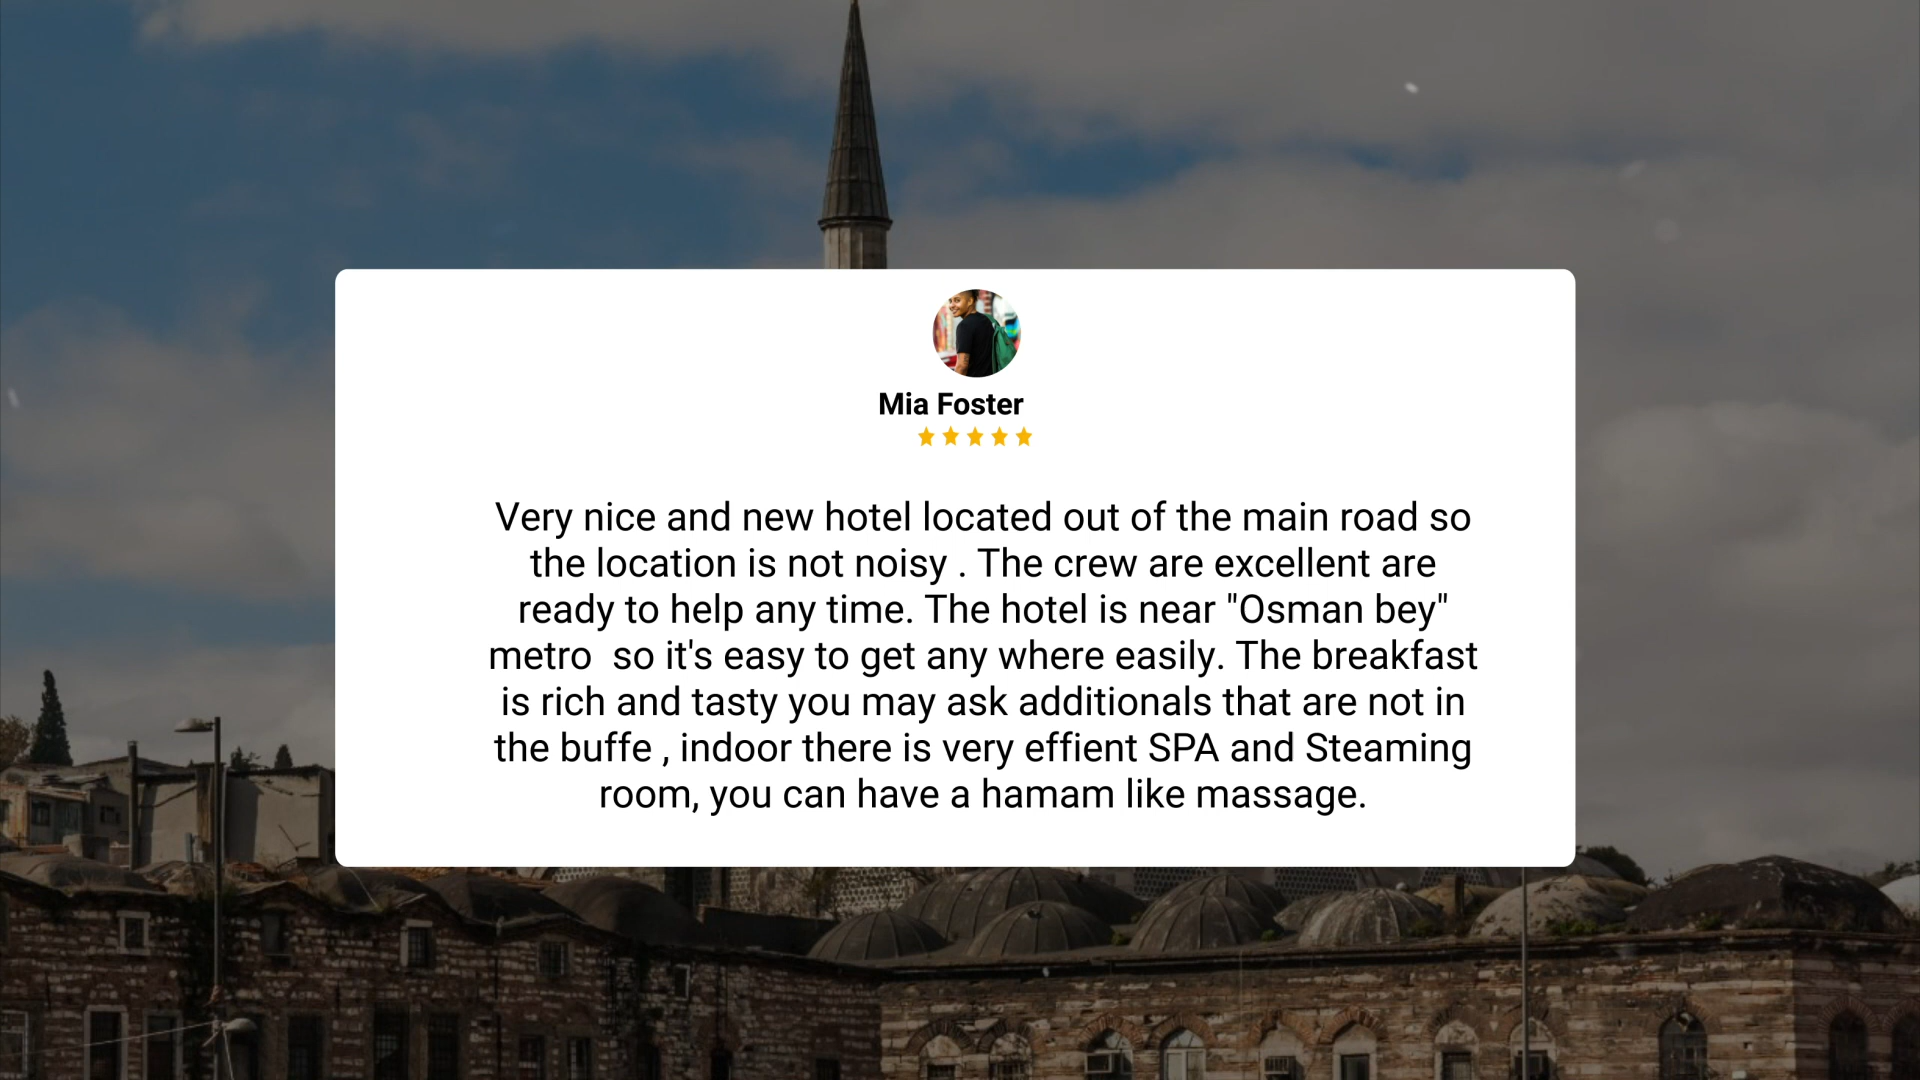 Mia Foster
Very nice and new hotel located out of the main road so
the location is not noisy . The crew are excellent are
ready to help any time. The hotel is near "Osman bey"
metro  so it's easy to get any where easily. The breakfast
is rich and tasty you may ask additionals that are not in
the buffe , indoor there is very effient SPA and Steaming
room, you can have a hamam like massage.